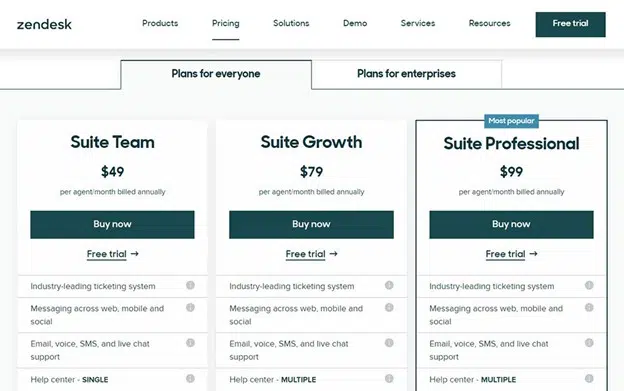 zendesk
Products Pricing Solutions Demo Services Resources Free trial
Plans for everyone Plans for enterprises
Most popular
Suite Team Suite Growth Suite Professional
$49 $79 $99
per agent/month billed annually per agent/month billed annually per agent/month billed annually
Buy now Buy now Buy now
Free trial → Free trial → Free trial →
Industry-leading ticketing system Industry-leading ticketing system Industry-leading ticketing system
Messaging across web, mobile and Messaging across web, mobile and Messaging across web, mobile and
social social social
Email, voice, SMS, and live chat Email, voice, SMS, and live chat Email, voice, SMS, and live chat
support support support
Help center - SINGLE Help center - MULTIPLE Help center - MULTIPLE